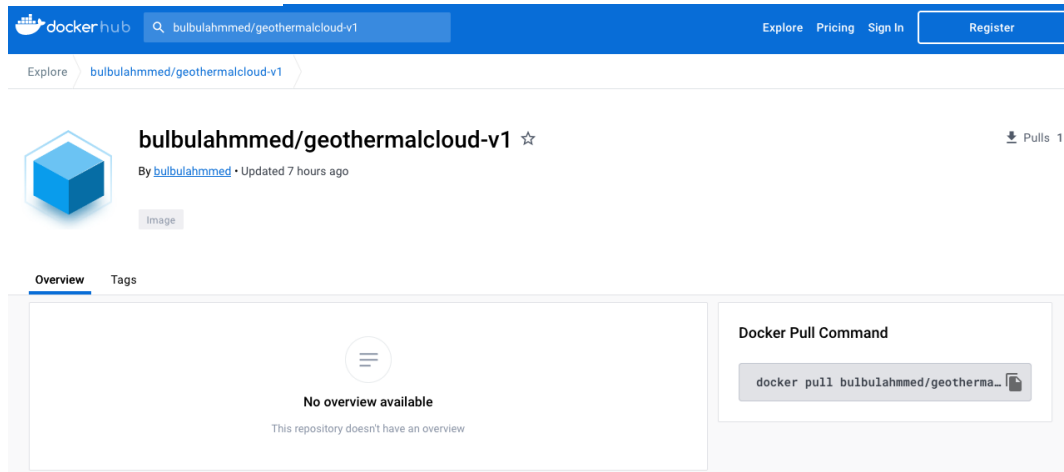 dockerhub bulbulahmmed/geothermalcloud-v1 Explore Pricing Sign In Register
Explore bulbulahmmed/geothermalcloud-v1
bulbulahmmed/geothermalcloud-v1
Pulls 1
By bulbulahmmed • Updated 7 hours ago
Image
Overview Tags
Docker Pull Command
docker pull bulbulahmmed/geotherma…
No overview available
This repository doesn't have an overview